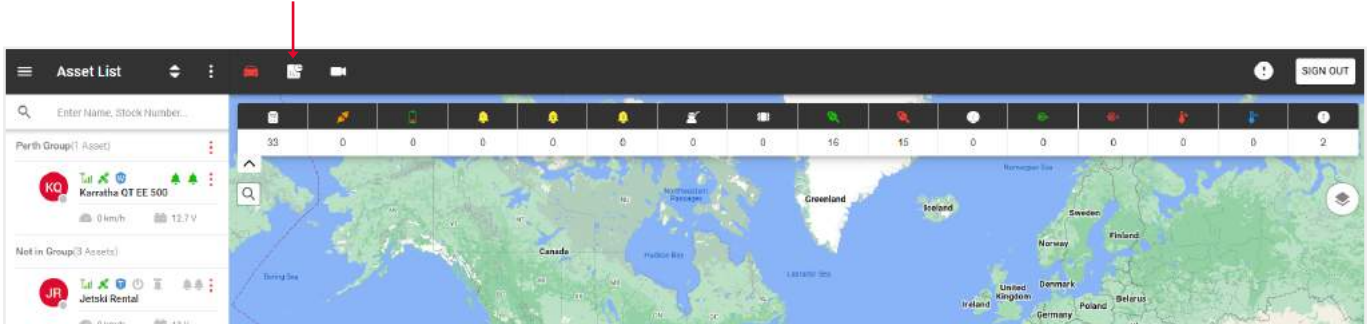 Asset List
SIGN OUT
Enter Name, Stock Number...
33 0 0 0 0 0 0 0 16 15 0 0 0 0 0 2
Perth Group(1 Asset)
KQ
Karratha QT EE 500
0 km/h 12.7 V
Not in Group(3 Assets)
JR
Jetski Rental
0 km/h
Norwegian Sea
Northwestern
Passages
Greenland
Iceland
Sweden
Finland
Norway
Canada
Hudson Bay
Bering Sea
Labrador Sea
United
Kingdom
Denmark
Ireland
Poland
Belarus
Germany